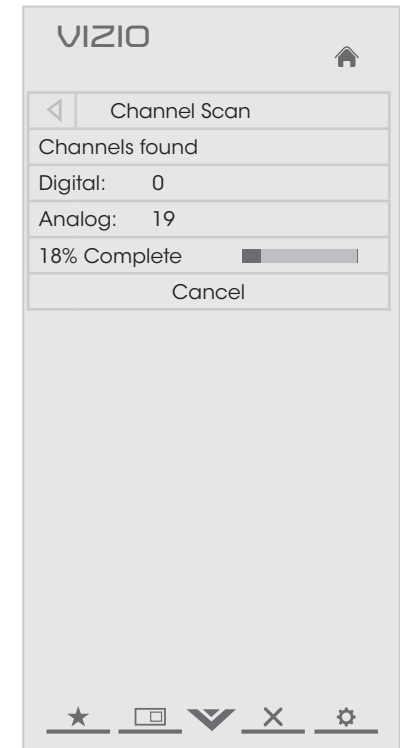 VIZIO
Channel Scan
Channels found
Digital: 0
Analog: 19
18% Complete
Cancel